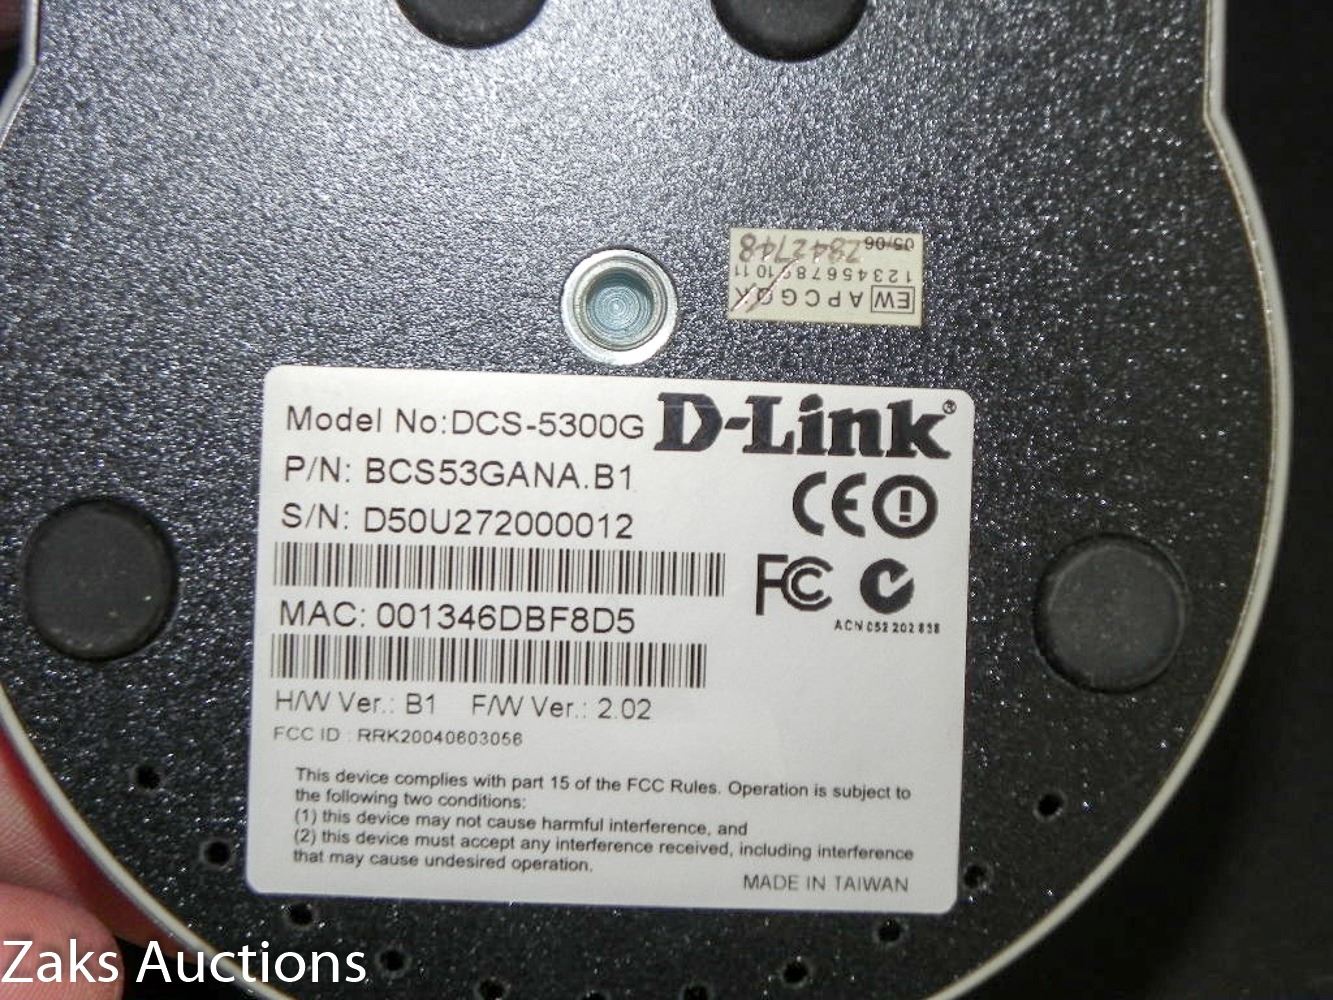 EW A P C G Q K
1 2 3 4 5 6 7 8 9 10 11
05/06 2842748
Model No:DCS-5300G D-Link®
P/N: BCS53GANA.B1
S/N: D50U272000012
CE
FC
MAC: 001346DBF8D5
ACN 052 202 838
H/W Ver.: B1 F/W Ver.: 2.02
FCC ID : RRK20040603056
This device complies with part 15 of the FCC Rules. Operation is subject to
the following two conditions:
(1) this device may not cause harmful interference, and
(2) this device must accept any interference received, including interference
that may cause undesired operation.
MADE IN TAIWAN
Zaks Auctions